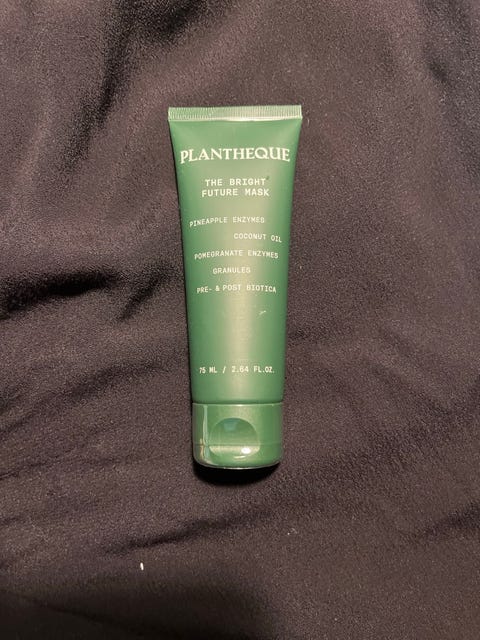 PLANTHEQUE
THE BRIGHT
FUTURE MASK
PINEAPPLE ENZYMES
COCONUT OIL
POMEGRANATE ENZYMES
GRANULES
PRE- & POST BIOTICA
75 ML / 2.64 FL.OZ.